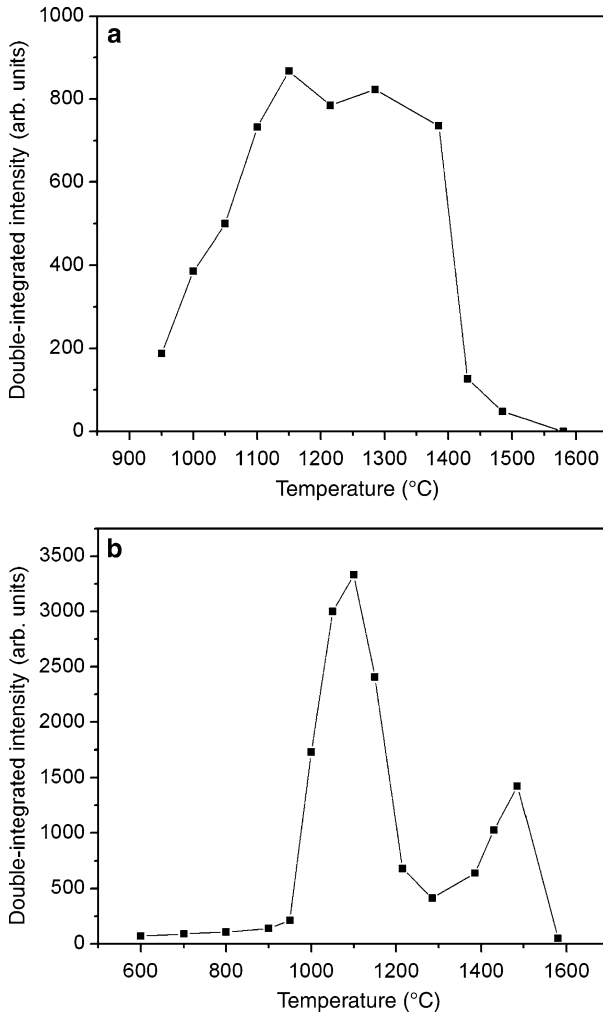 a
Double-integrated intensity (arb. units)
1000
800
600
400
200
0
900 1000 1100 1200 1300 1400 1500 1600
Temperature (°C)
b
Double-integrated intensity (arb. units)
3500
3000
2500
2000
1500
1000
500
0
600 800 1000 1200 1400 1600
Temperature (°C)